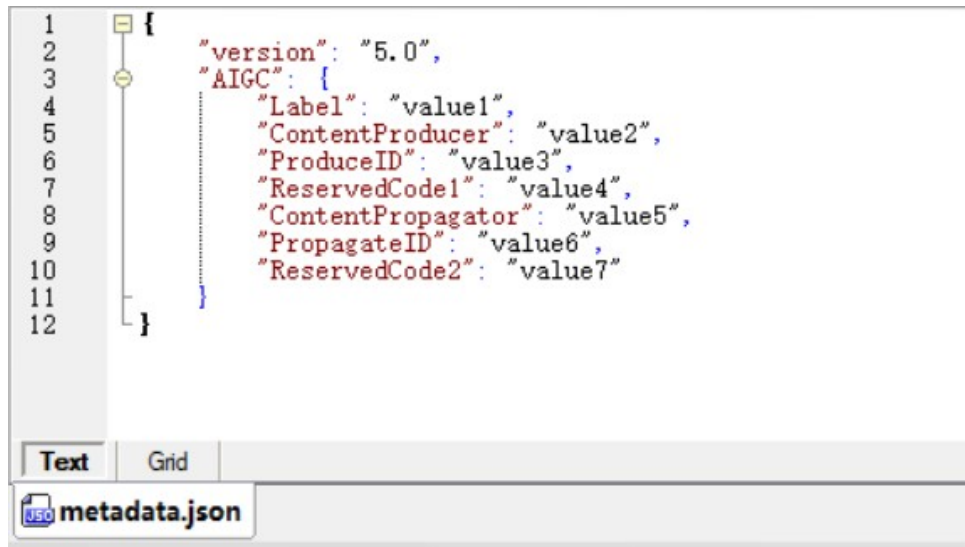 1 {
2 "version": "5.0",
3 "AIGC": {
4 "Label": "value1",
5 "ContentProducer": "value2",
6 "ProduceID": "value3",
7 "ReservedCode1": "value4",
8 "ContentPropagator": "value5",
9 "PropagateID": "value6",
10 "ReservedCode2": "value7"
11 }
12 }
Text Grid
JSO metadata.json